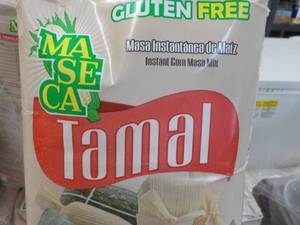 GLUTEN FREE
MA
SE
CA
Masa Instantánea de Maíz
Instant Corn Masa Mix
Tamal